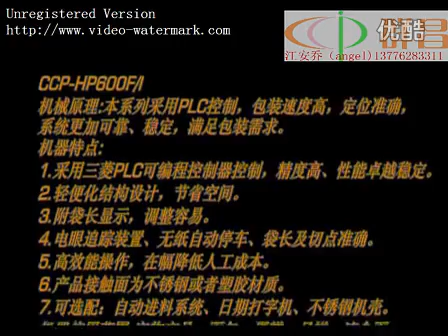 Unregistered Version
http://www.video-watermark.com
优酷
江安乔 (angel)13776283311
CCP-HP600F/I
机械原理:本系列采用PLC控制，包装速度高，定位准确，
系统更加可靠、稳定，满足包装需求。
机器特点：
1.采用三菱PLC可编程控制器控制，精度高、性能卓越稳定。
2.轻便化结构设计，节省空间。
3.附袋长显示，调整容易。
4.电眼追踪装置、无纸自动停车、袋长及切点准确。
5.高效能操作，在幅降低人工成本。
6.产品接触面为不锈钢或者塑胶材质。
7.可选配：自动进料系统、日期打字机、不锈钢机壳。